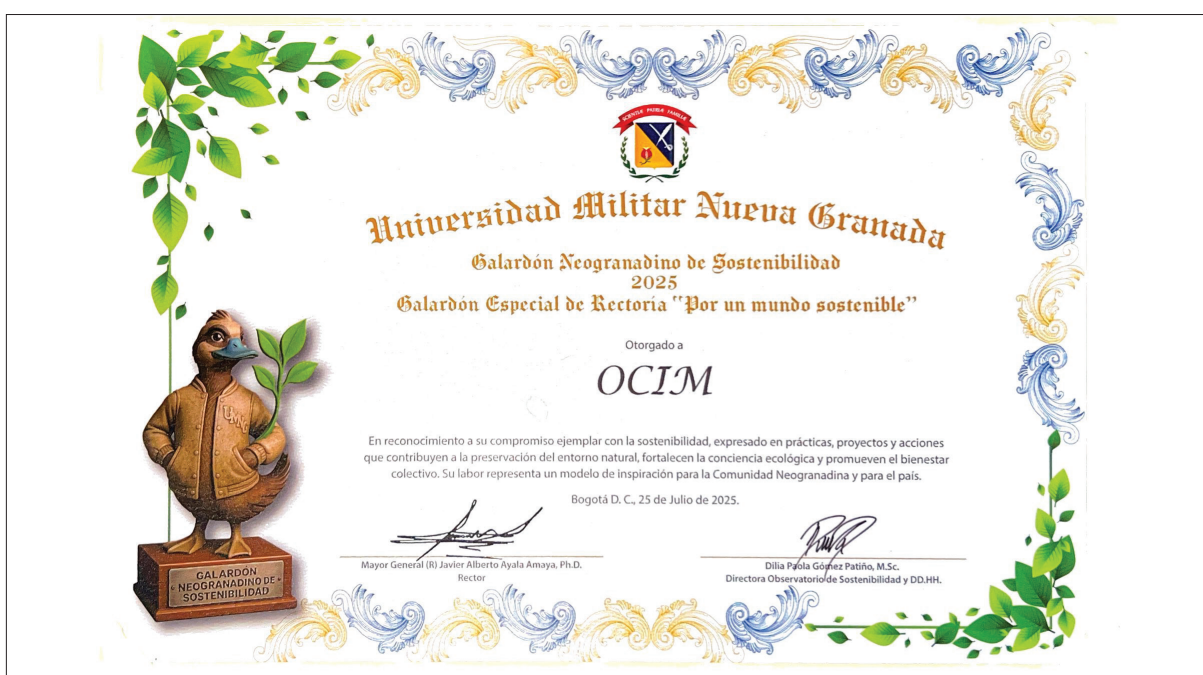 SCIENTIÆ PATRIÆ FAMILIÆ
Universidad Militar Nueva Granada
Galardón Neogranadino de Sostenibilidad
2025
Galardón Especial de Rectoría "Por un mundo sostenible"
Otorgado a
OCIM
En reconocimiento a su compromiso ejemplar con la sostenibilidad, expresado en prácticas, proyectos y acciones
que contribuyen a la preservación del entorno natural, fortalecen la conciencia ecológica y promueven el bienestar
colectivo. Su labor representa un modelo de inspiración para la Comunidad Neogranadina y para el país.
Bogotá D. C., 25 de Julio de 2025.
Mayor General (R) Javier Alberto Ayala Amaya, Ph.D.
Rector
Dilia Paola Gómez Patiño, M.Sc.
Directora Observatorio de Sostenibilidad y DD.HH.
UMNG
GALARDÓN
NEOGRANADINO DE
SOSTENIBILIDAD